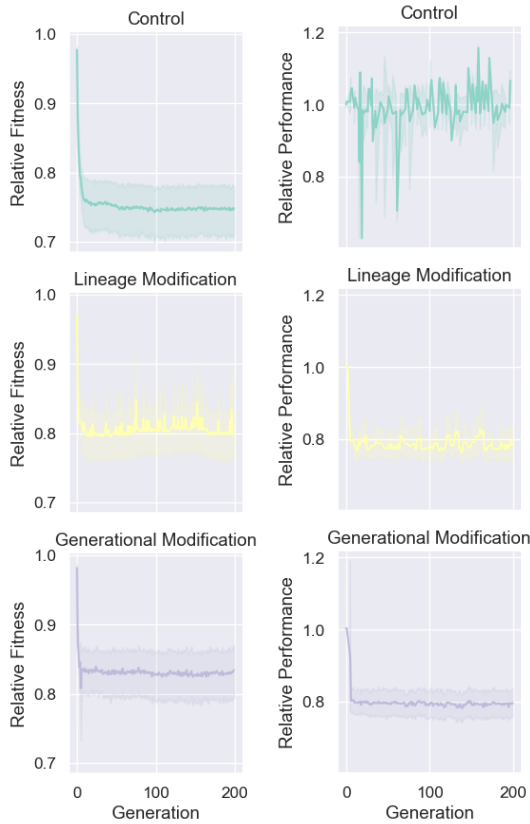 Control
Relative Fitness
1.0
0.9
0.8
0.7
Control
Relative Performance
1.2
1.0
0.8
Lineage Modification
Relative Fitness
1.0
0.9
0.8
0.7
Lineage Modification
Relative Performance
1.2
1.0
0.8
Generational Modification
Relative Fitness
1.0
0.9
0.8
0.7
0 100 200
Generation
Generational Modification
Relative Performance
1.2
1.0
0.8
0 100 200
Generation